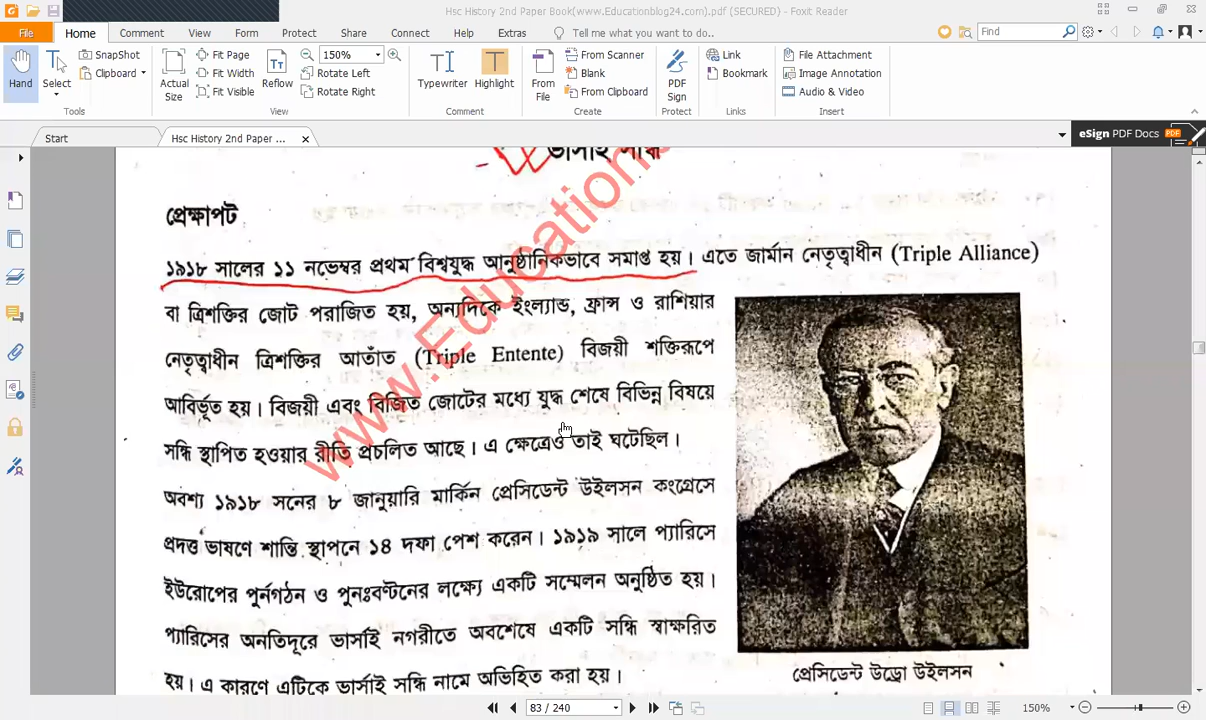 Hsc History 2nd Paper Book(www.Educationblog24.com).pdf (SECURED) - Foxit Reader
File Home Comment View Form Protect Share Connect Help Extras Tell me what you want to do.. Find
Hand
Select
SnapShot
Clipboard
Actual Size
Fit Page
Fit Width
Fit Visible
Reflow
150%
Rotate Left
Rotate Right
Typewriter
Highlight
From File
From Scanner
Blank
From Clipboard
PDF Sign
Link
Bookmark
File Attachment
Image Annotation
Audio & Video
Tools View Comment Create Protect Links Insert
Start Hsc History 2nd Paper ... eSign PDF Docs
ভার্সাই সন্ধি
প্রেক্ষাপট
১৯১৮ সালের ১১ নভেম্বর প্রথম বিশ্বযুদ্ধ আনুষ্ঠানিকভাবে সমাপ্ত হয়। এতে জার্মান নেতৃত্বাধীন (Triple Alliance)
বা ত্রিশক্তির জোট পরাজিত হয়, অন্যদিকে ইংল্যান্ড, ফ্রান্স ও রাশিয়ার
নেতৃত্বাধীন ত্রিশক্তির আতাঁত (Triple Entente) বিজয়ী শক্তিরূপে
আবির্ভূত হয়। বিজয়ী এবং বিজিত জোটের মধ্যে যুদ্ধ শেষে বিভিন্ন বিষয়ে
সন্ধি স্থাপিত হওয়ার রীতি প্রচলিত আছে। এ ক্ষেত্রেও তাই ঘটেছিল।
অবশ্য ১৯১৮ সনের ৮ জানুয়ারি মার্কিন প্রেসিডেন্ট উইলসন কংগ্রেসে
প্রদত্ত ভাষণে শান্তি স্থাপনে ১৪ দফা পেশ করেন। ১৯১৯ সালে প্যারিসে
ইউরোপের পুর্নগঠন ও পুনঃবণ্টনের লক্ষ্যে একটি সম্মেলন অনুষ্ঠিত হয়।
প্যারিসের অনতিদূরে ভার্সাই নগরীতে অবশেষে একটি সন্ধি স্বাক্ষরিত
হয়। এ কারণে এটিকে ভার্সাই সন্ধি নামে অভিহিত করা হয়।
প্রেসিডেন্ট উড্রো উইলসন
www.Education
83 / 240
150%